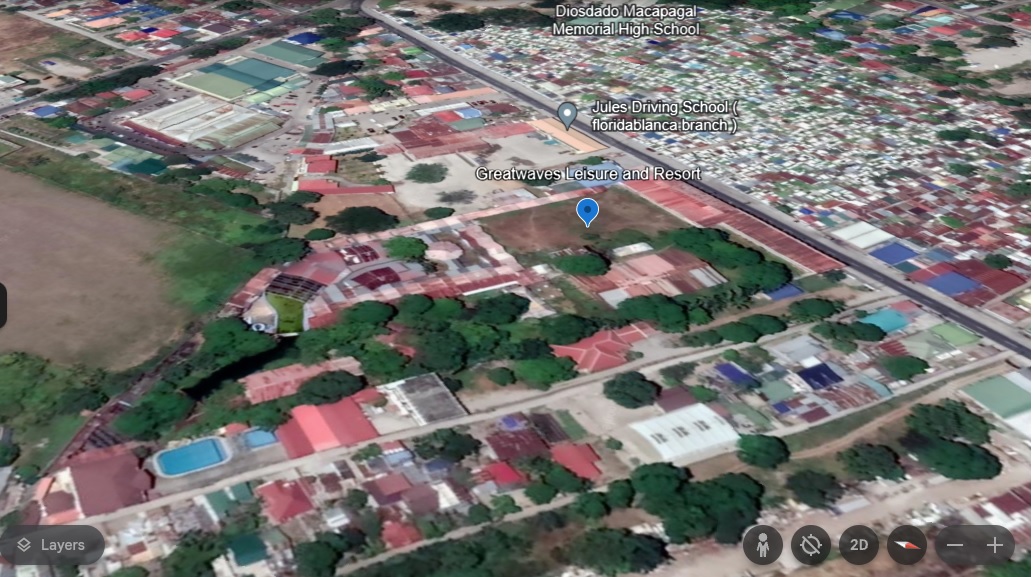 Diosdado Macapagal
Memorial High School
Jules Driving School (
floridablanca branch )
Greatwaves Leisure and Resort
Layers
2D